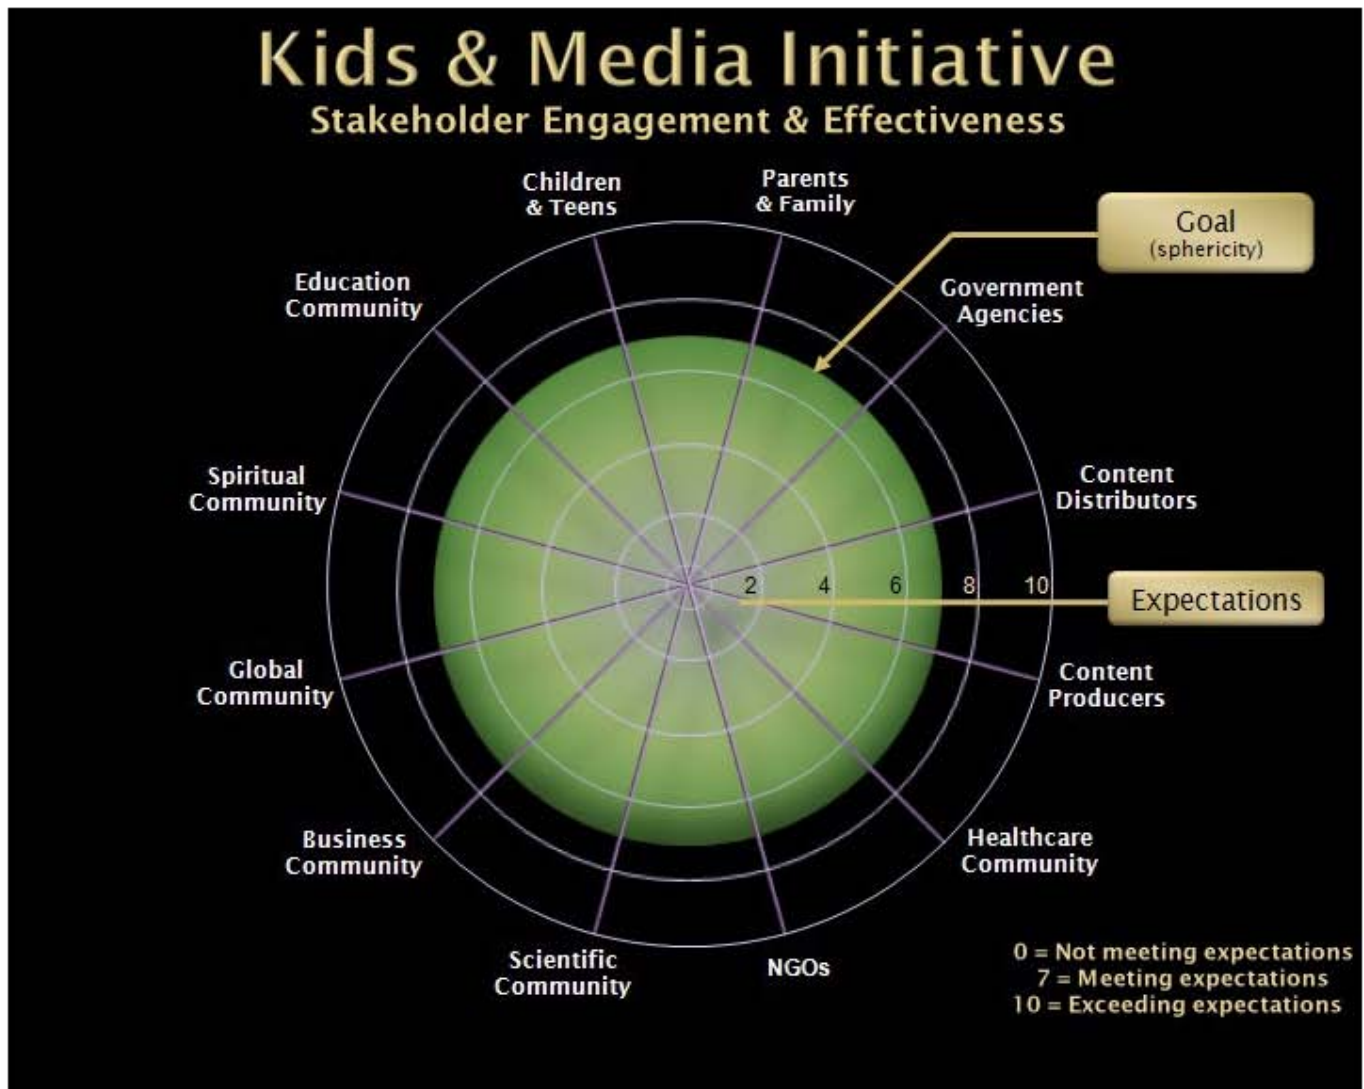 Kids & Media Initiative
Stakeholder Engagement & Effectiveness
Children
& Teens
Parents
& Family
Goal
(sphericity)
Education
Community
Government
Agencies
Spiritual
Community
Content
Distributors
2 4 6 8 10
Expectations
Global
Community
Content
Producers
Business
Community
Healthcare
Community
Scientific
Community
NGOs
0 = Not meeting expectations
7 = Meeting expectations
10 = Exceeding expectations